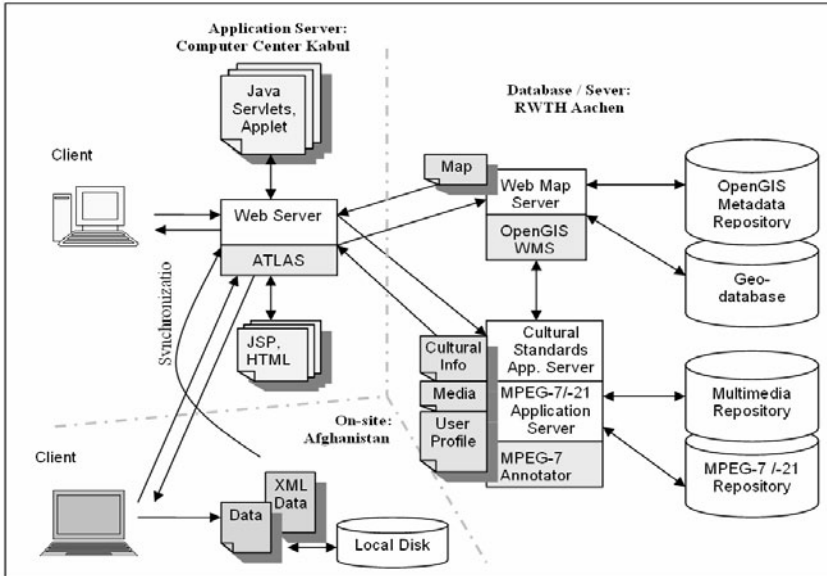 Application Server:
Computer Center Kabul
Java
Servlets,
Applet
Client
Web Server
ATLAS
JSP,
HTML
Synchronizatio
Database / Sever:
RWTH Aachen
Map
Web Map
Server
OpenGIS
WMS
OpenGIS
Metadata
Repository
Geo-
database
Cultural
Info
Media
User
Profile
Cultural
Standards
App. Server
MPEG-7/-21
Application
Server
MPEG-7
Annotator
Multimedia
Repository
MPEG-7 /-21
Repository
On-site:
Afghanistan
Client
XML
Data
Data
Local Disk